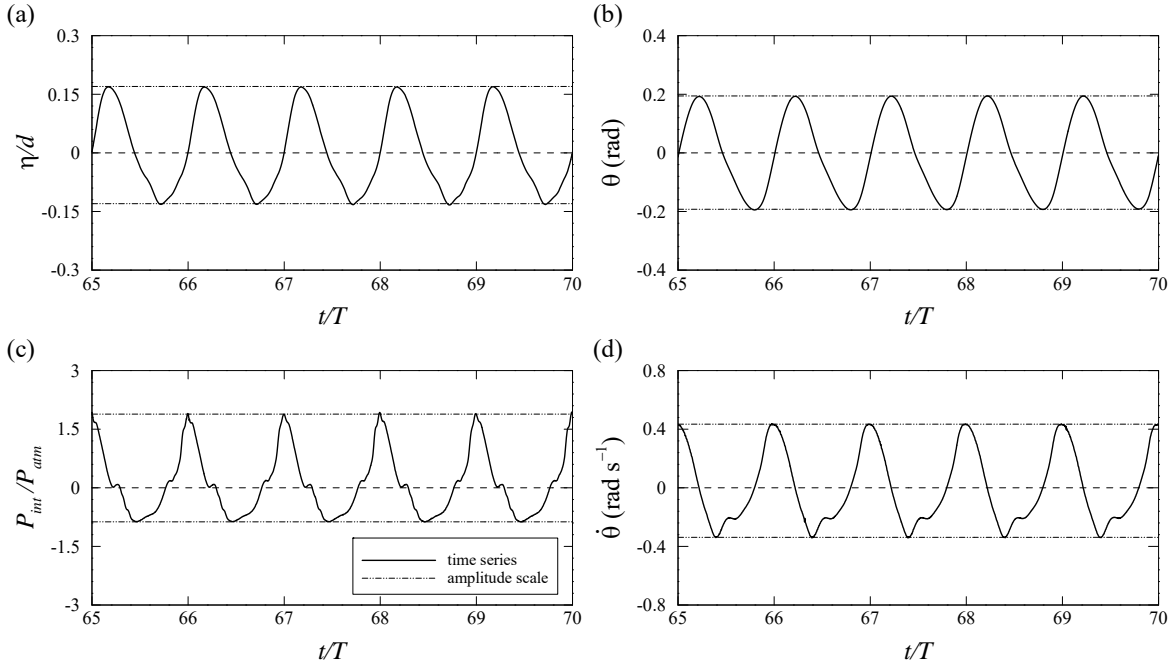 (a)
0.3
0.15
0
-0.15
-0.3
η/d
65 66 67 68 69 70
t/T
(b)
0.4
0.2
0
-0.2
-0.4
θ (rad)
65 66 67 68 69 70
t/T
(c)
3
1.5
0
-1.5
-3
P_int/P_atm
time series
amplitude scale
65 66 67 68 69 70
t/T
(d)
0.8
0.4
0
-0.4
-0.8
θ̇ (rad s⁻¹)
65 66 67 68 69 70
t/T